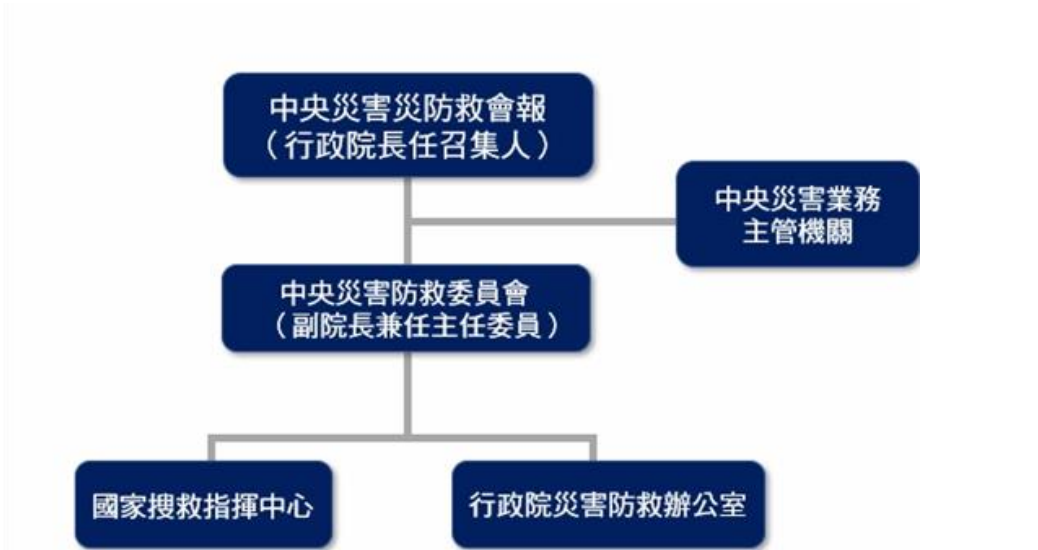 中央災害災防救會報
（行政院長任召集人）
中央災害業務
主管機關
中央災害防救委員會
（副院長兼任主任委員）
國家搜救指揮中心
行政院災害防救辦公室